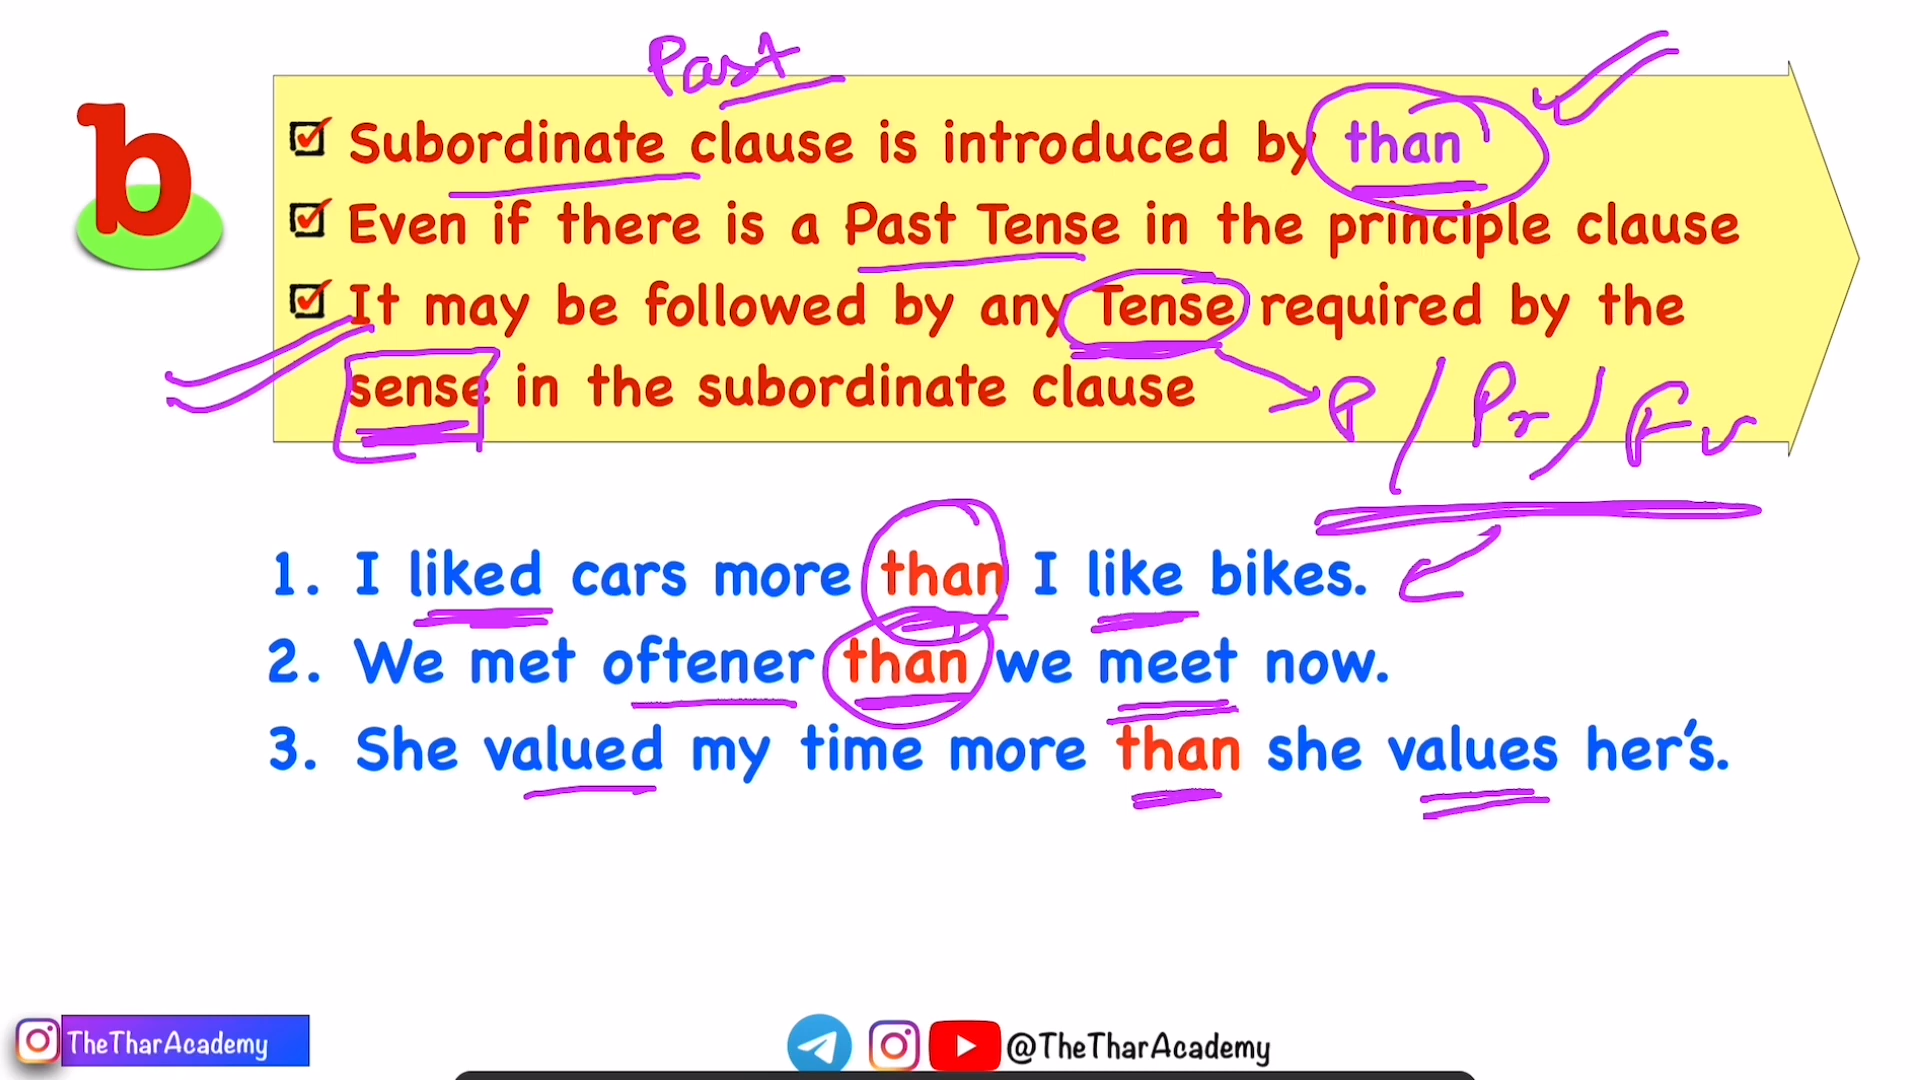 Past
b
Subordinate clause is introduced by than
Even if there is a Past Tense in the principle clause
It may be followed by any Tense required by the
sense in the subordinate clause
P / Pr / Fu
1. I liked cars more than I like bikes.
2. We met oftener than we meet now.
3. She valued my time more than she values her's.
TheTharAcademy
@TheTharAcademy